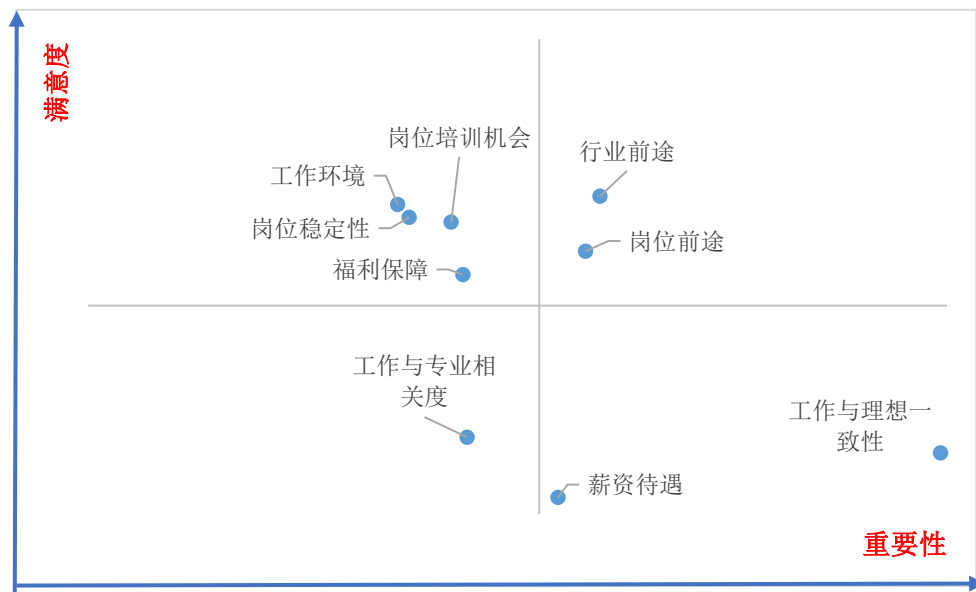 满意度
岗位培训机会
行业前途
工作环境
岗位稳定性
岗位前途
福利保障
工作与专业相
关度
工作与理想一
致性
薪资待遇
重要性